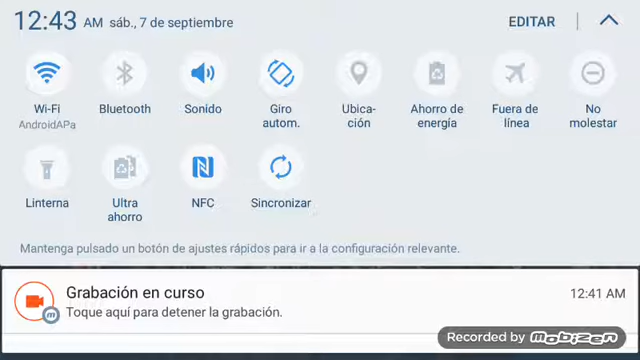 12:43 AM sáb., 7 de septiembre EDITAR
Wi-Fi Bluetooth Sonido Giro Ubica- Ahorro de Fuera de No
AndroidAPa autom. ción energía línea molestar
Linterna Ultra NFC Sincronizar
ahorro
Mantenga pulsado un botón de ajustes rápidos para ir a la configuración relevante.
Grabación en curso 12:41 AM
Toque aquí para detener la grabación.
m
Recorded by mobizen